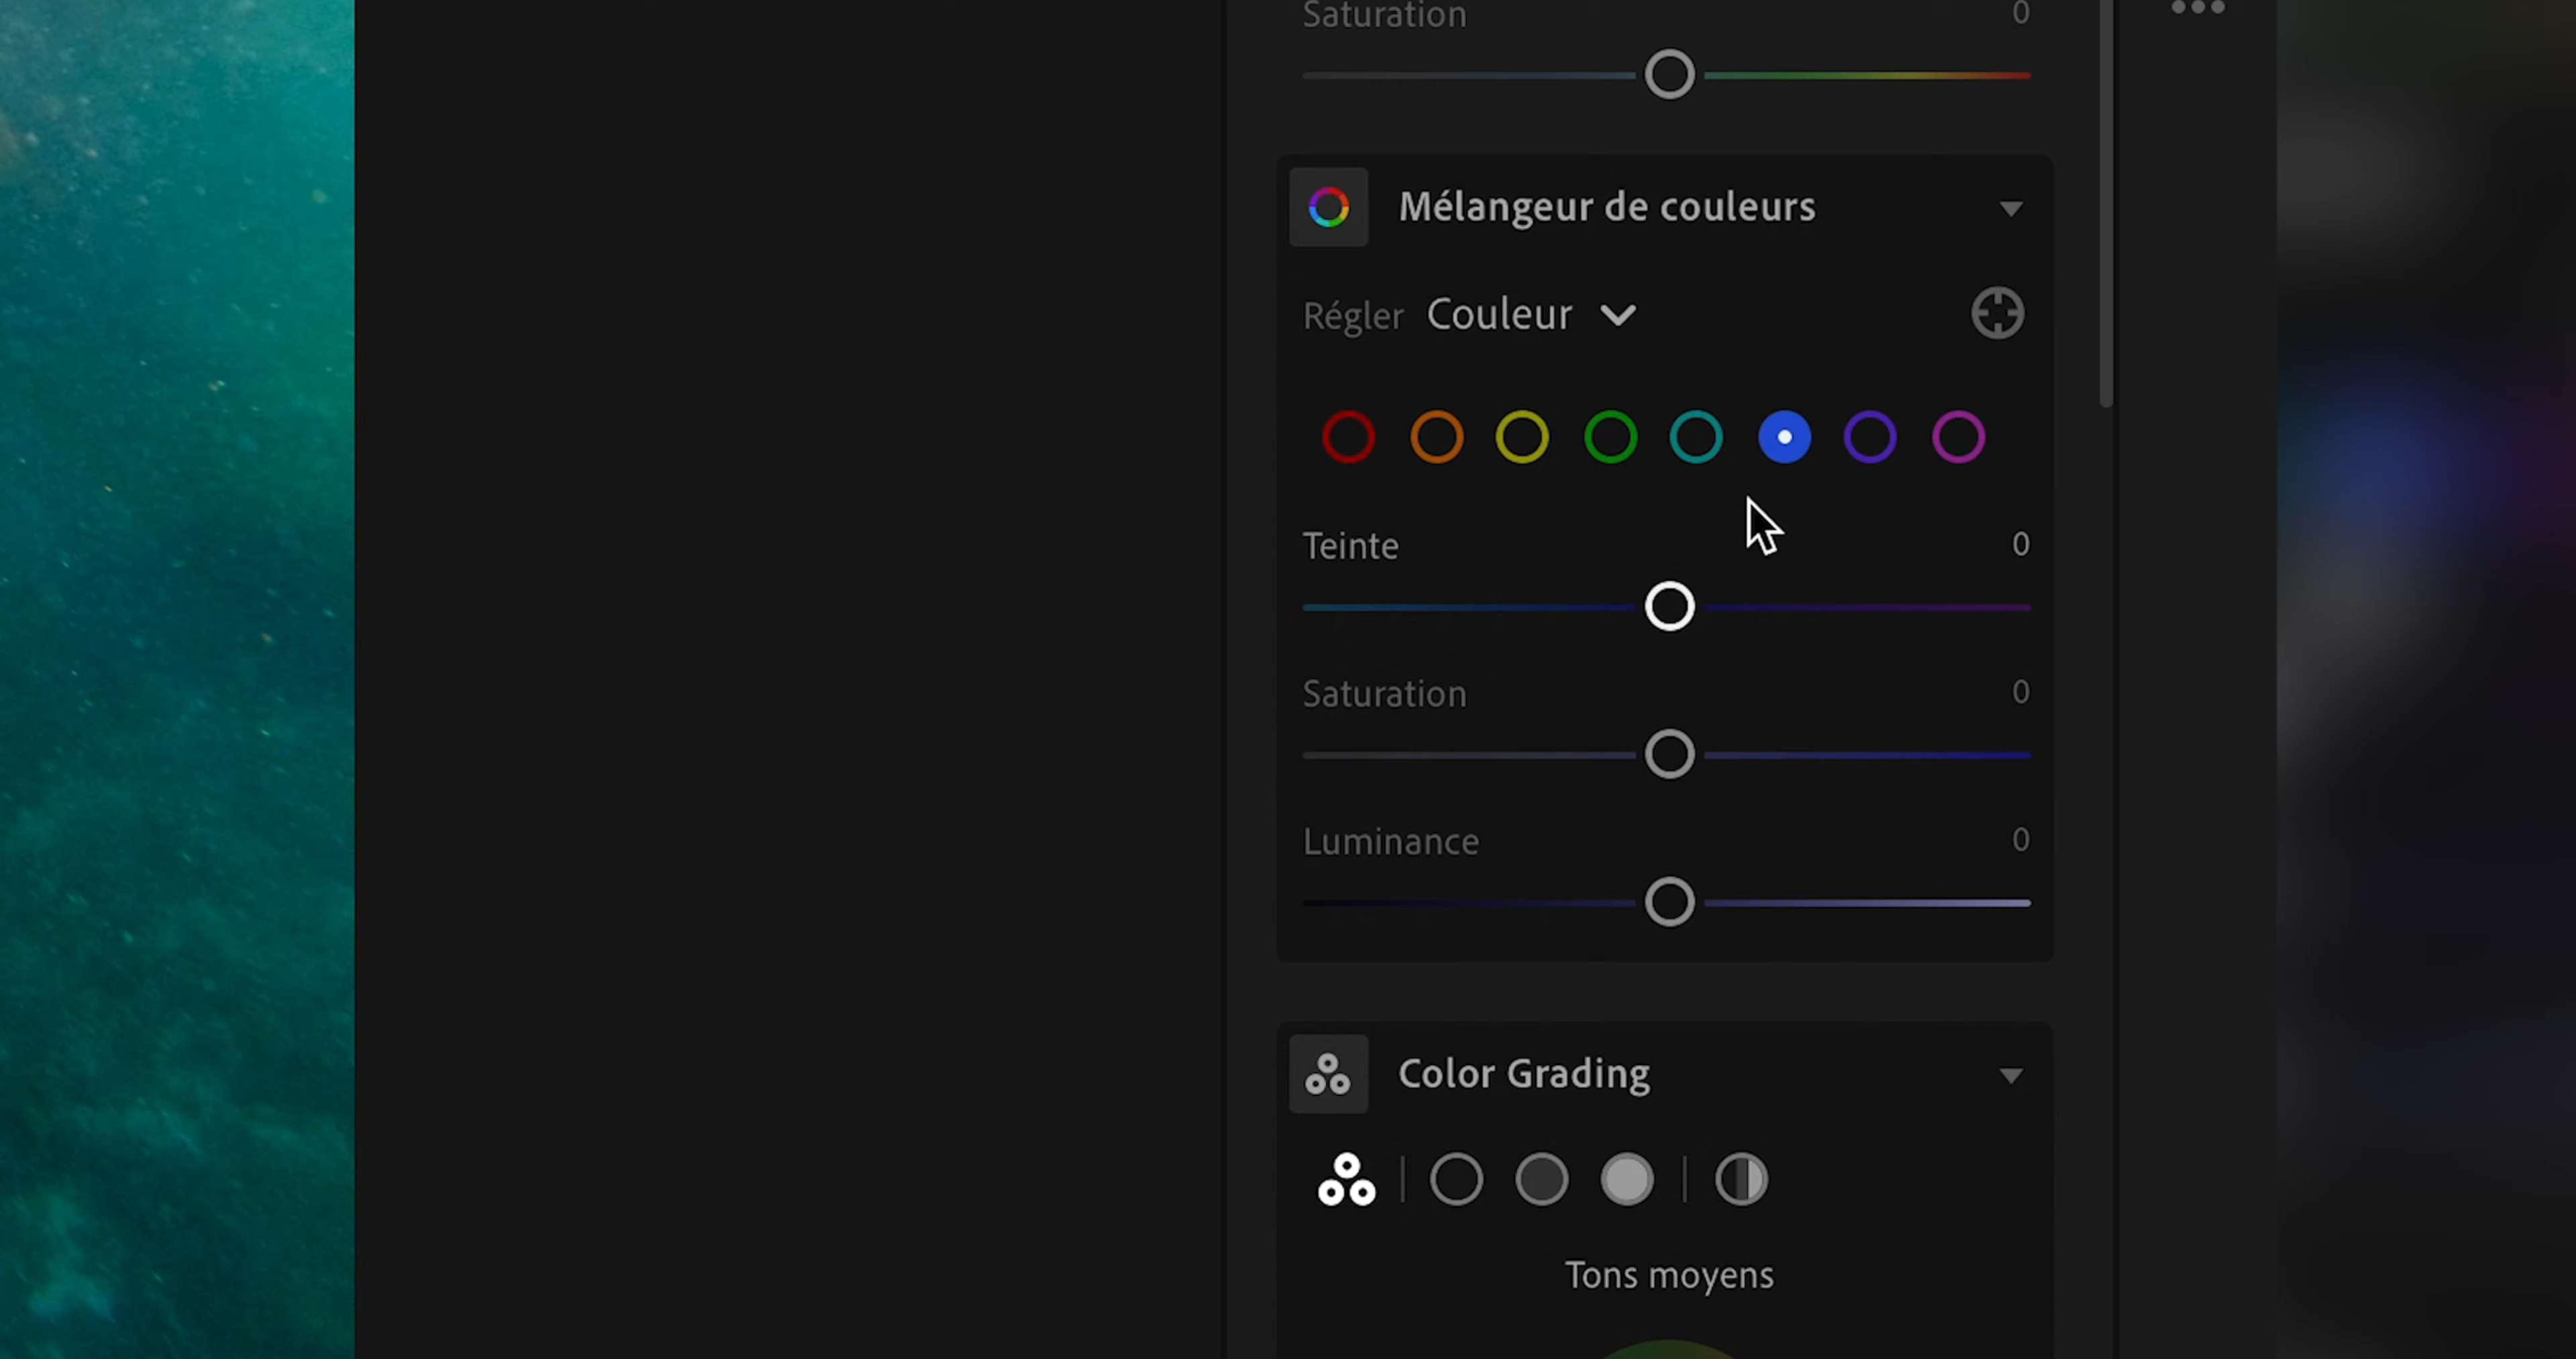 Saturation 0
Mélangeur de couleurs
Régler Couleur
Teinte 0
Saturation 0
Luminance 0
Color Grading
Tons moyens